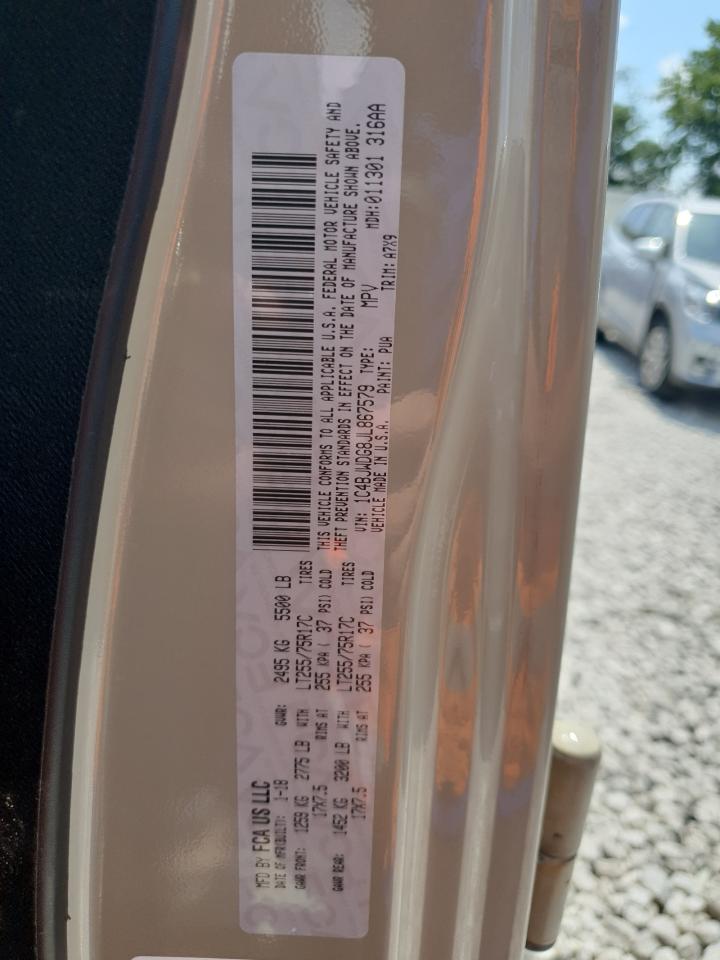 MFD BY FCA US LLC
DATE OF MFR(BUILT): 1-18 GVWR: 2495 KG 5500 LB
GAWR FRONT: 1259 KG 2775 LB WITH LT255/75R17C TIRES
17X7.5 RIMS AT 255 KPA ( 37 PSI) COLD
GAWR REAR: 1452 KG 3200 LB WITH LT255/75R17C TIRES
17X7.5 RIMS AT 255 KPA ( 37 PSI) COLD
THIS VEHICLE CONFORMS TO ALL APPLICABLE U.S.A. FEDERAL MOTOR VEHICLE SAFETY AND
THEFT PREVENTION STANDARDS IN EFFECT ON THE DATE OF MANUFACTURE SHOWN ABOVE.
VIN: 1C4BJWDG8JL867579 TYPE: MPV MDH:011301 316AA
VEHICLE MADE IN U.S.A. PAINT: PUA TRIM: A7X9